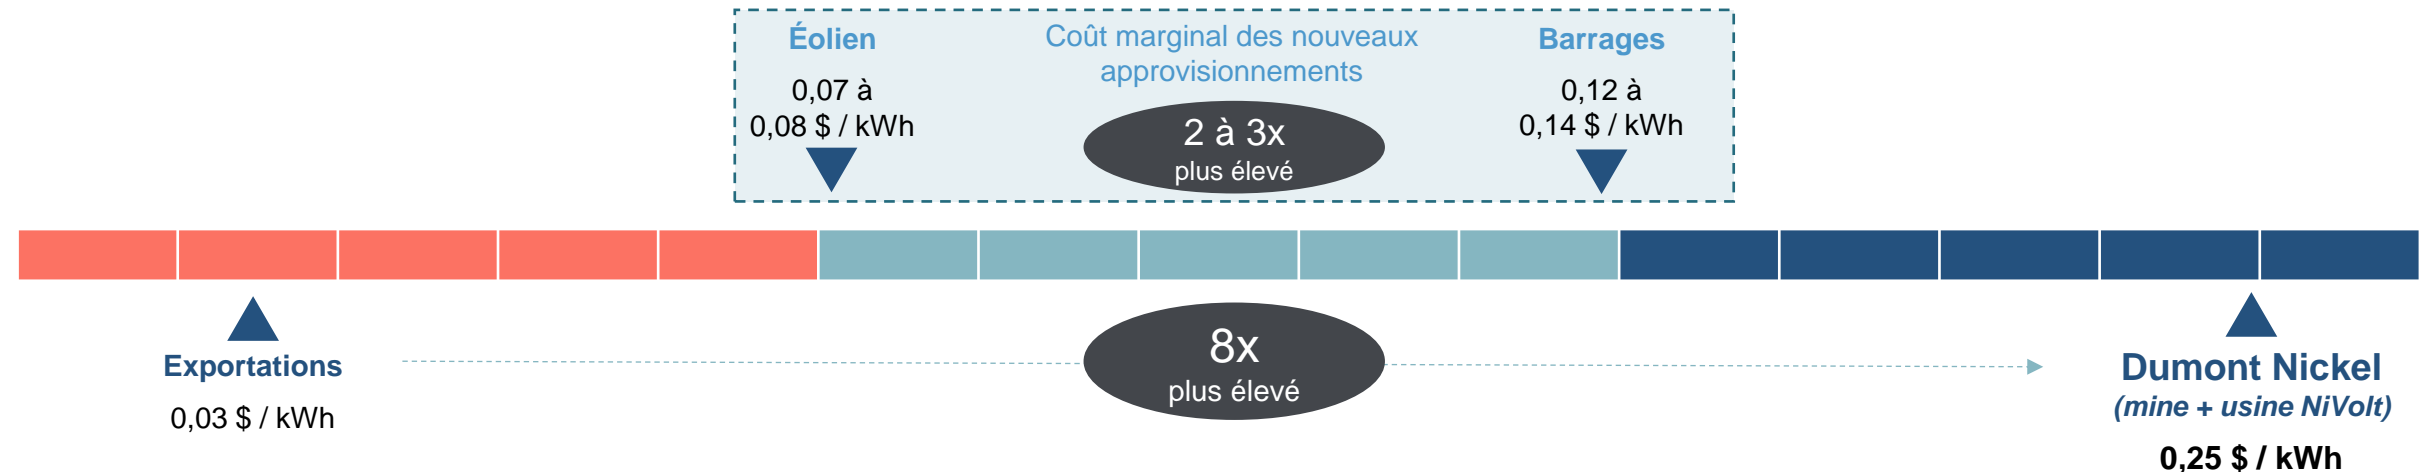 Éolien
0,07 à
0,08 $ / kWh
Coût marginal des nouveaux
approvisionnements
2 à 3x
plus élevé
Barrages
0,12 à
0,14 $ / kWh
Exportations
0,03 $ / kWh
8x
plus élevé
Dumont Nickel
(mine + usine NiVolt)
0,25 $ / kWh